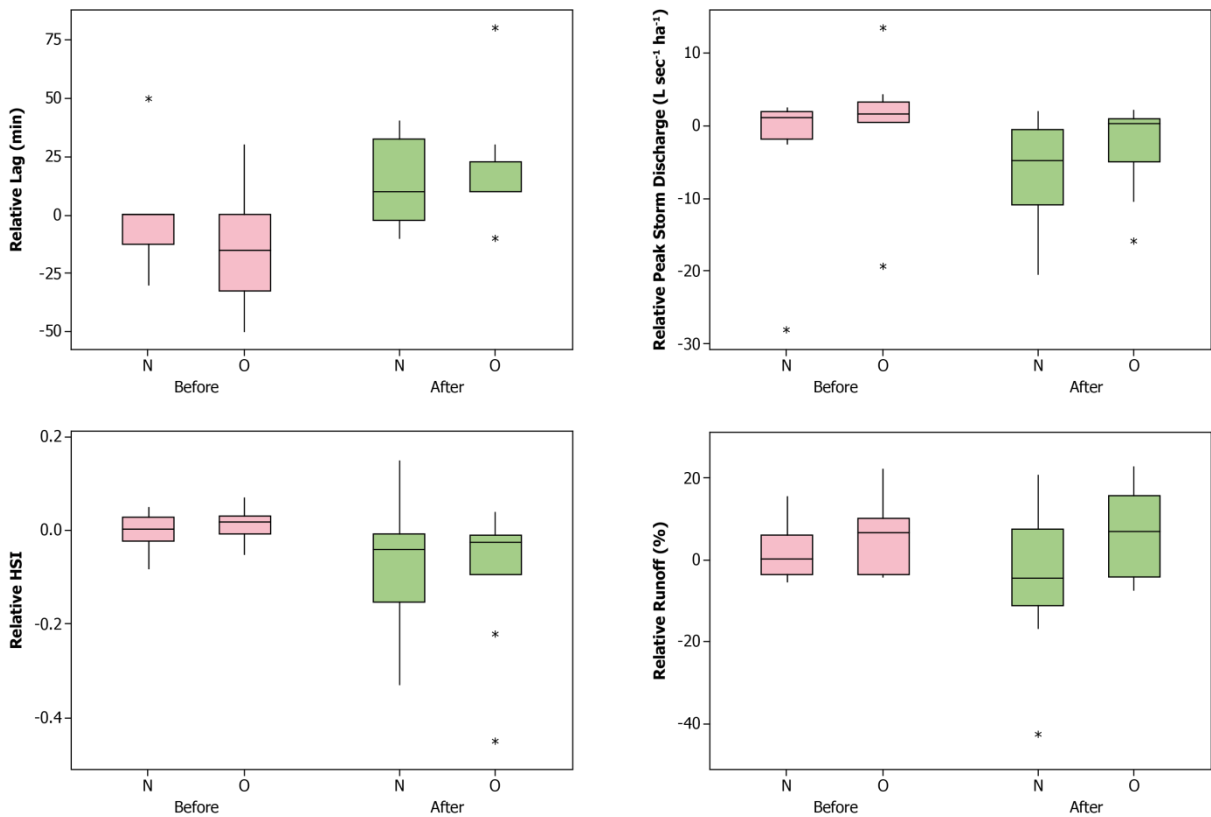 Relative Lag (min)
75
50
25
0
-25
-50
N
O
N
O
Before
After
Relative Peak Storm Discharge (L sec⁻¹ ha⁻¹)
10
0
-10
-20
-30
N
O
N
O
Before
After
Relative HSI
0.2
0.0
-0.2
-0.4
N
O
N
O
Before
After
Relative Runoff (%)
20
0
-20
-40
N
O
N
O
Before
After